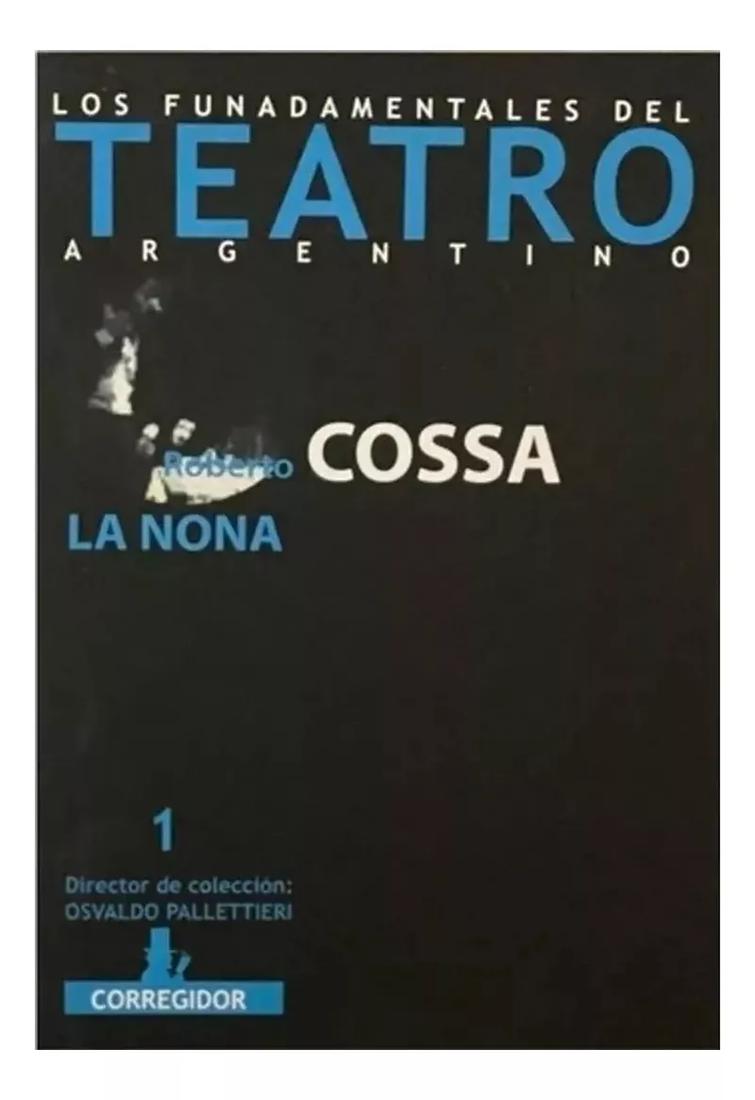 LOS FUNADAMENTALES DEL
TEATRO
ARGENTINO
Roberto COSSA
LA NONA
1
Director de colección:
OSVALDO PALLETTIERI
CORREGIDOR